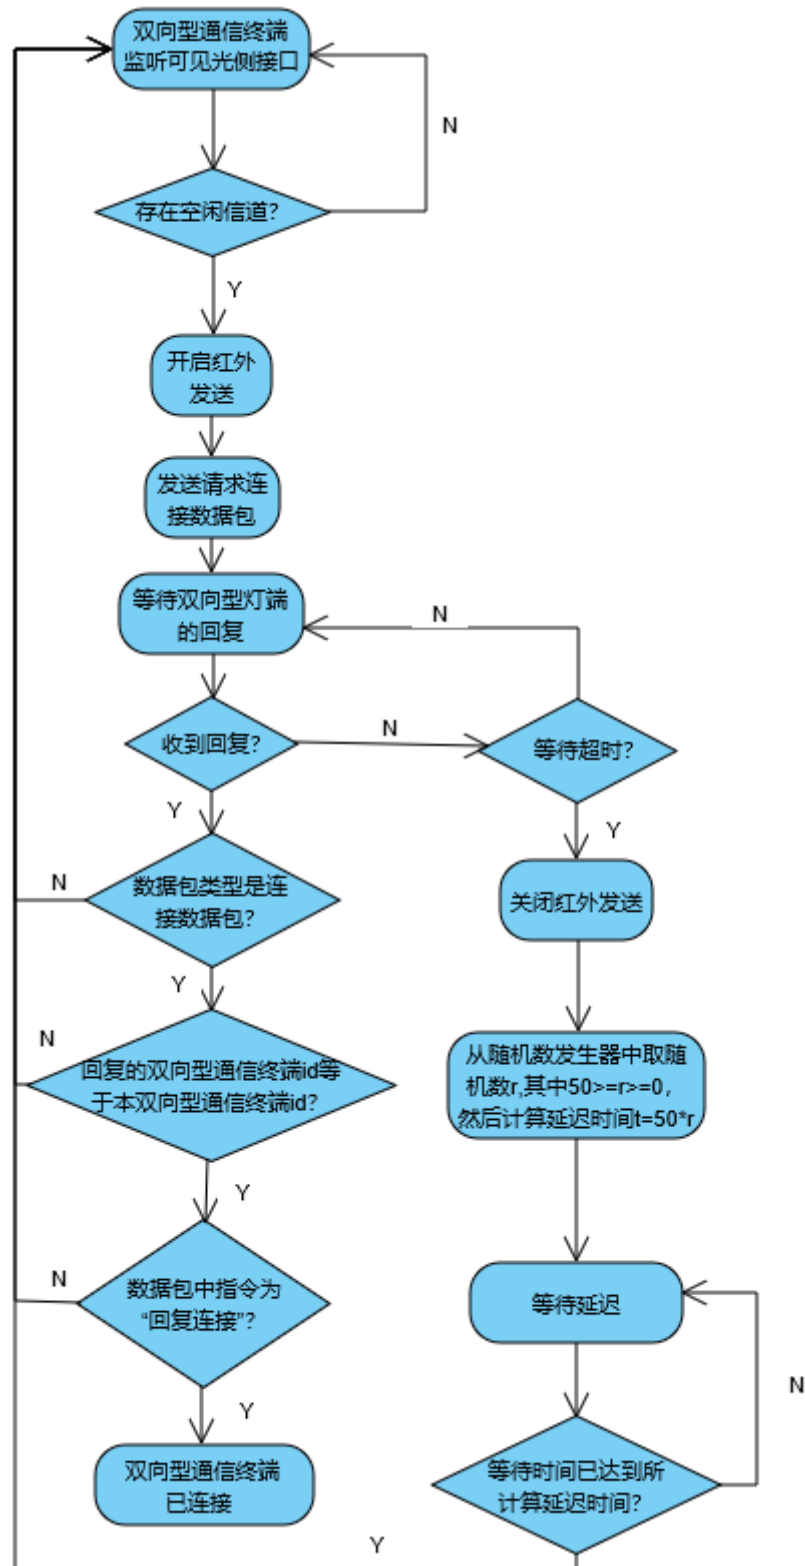 双向型通信终端
监听可见光侧接口
N
存在空闲信道？
Y
开启红外
发送
发送请求连
接数据包
等待双向型灯端
的回复
N
收到回复？
N
等待超时？
Y
Y
数据包类型是连
接数据包？
N
关闭红外发送
Y
N
回复的双向型通信终端id等
于本双向型通信终端id？
从随机数发生器中取随
机数r,其中50>=r>=0，
然后计算延迟时间t=50*r
Y
N
数据包中指令为
“回复连接”？
等待延迟
N
Y
双向型通信终端
已连接
等待时间已达到所
计算延迟时间？
Y